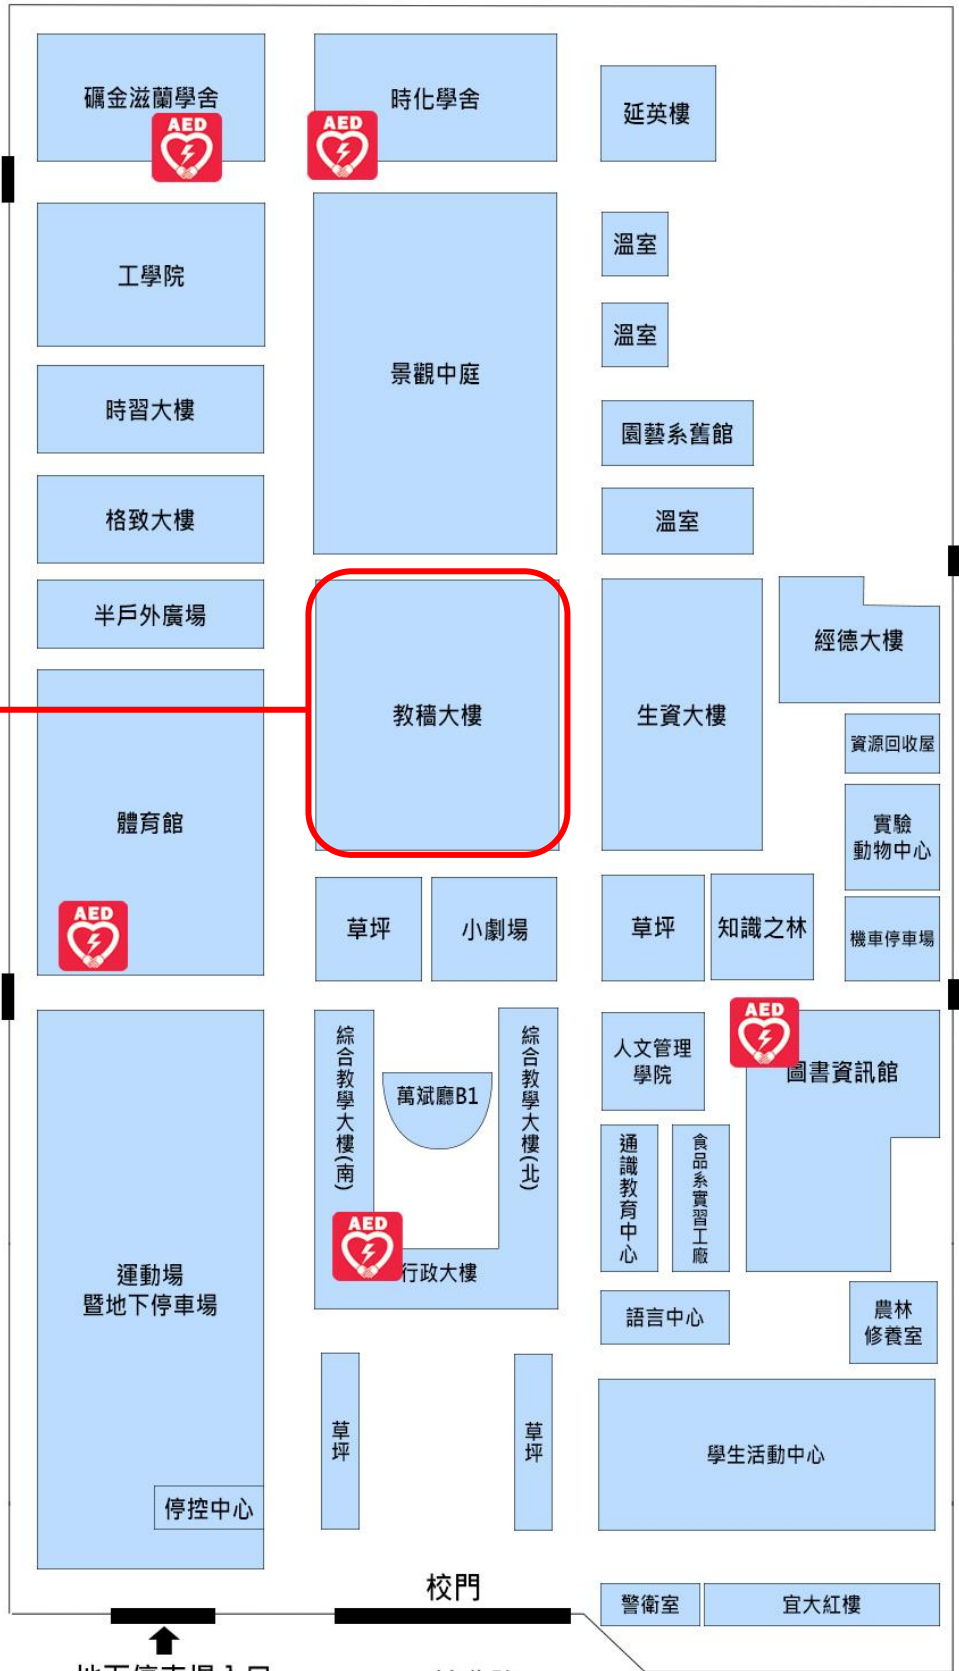 礪金滋蘭學舍
AED
時化學舍
AED
延英樓
工學院
溫室
溫室
時習大樓
景觀中庭
園藝系舊館
格致大樓
溫室
半戶外廣場
經德大樓
教穡大樓
生資大樓
資源回收屋
體育館
AED
實驗
動物中心
草坪
小劇場
草坪
知識之林
機車停車場
綜合教學大樓(南)
萬斌廳B1
綜合教學大樓(北)
人文管理
學院
AED
圖書資訊館
通識教育中心
食品系實習工廠
AED
行政大樓
運動場
暨地下停車場
語言中心
農林
修養室
草坪
草坪
學生活動中心
停控中心
校門
警衛室
宜大紅樓
地下停車場入口